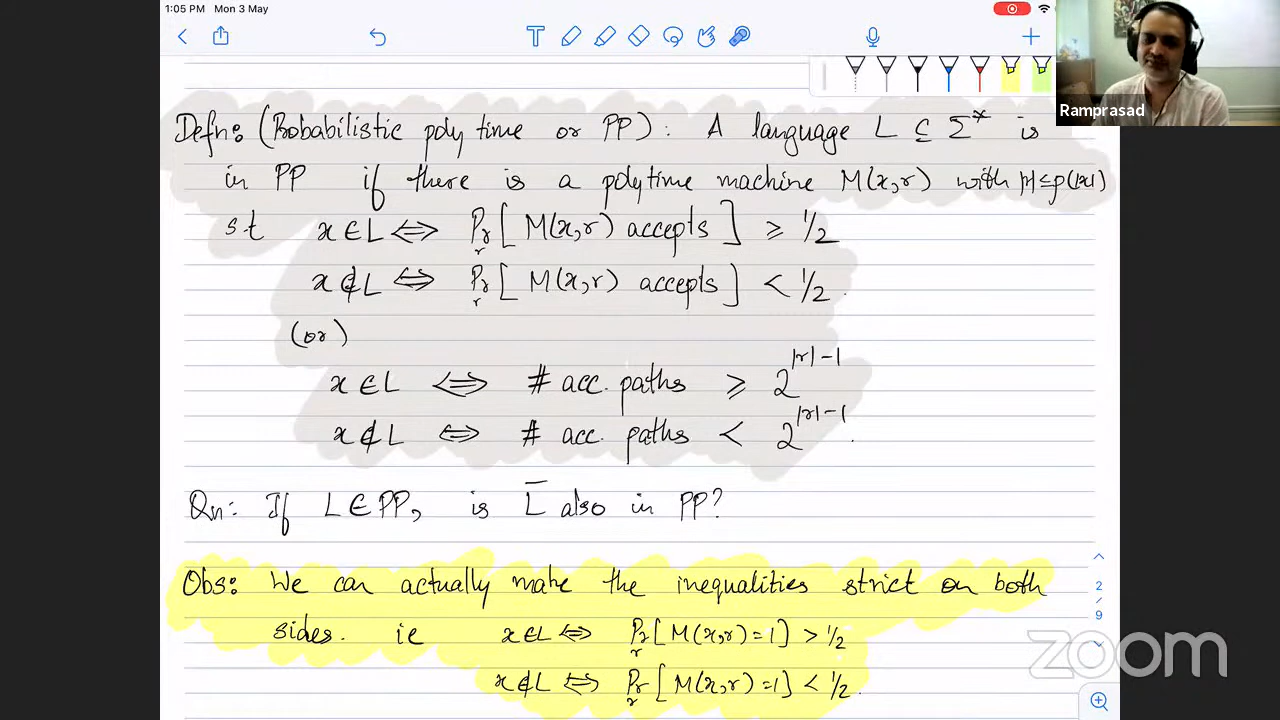 1:05 PM Mon 3 May
Ramprasad
Defn: (Probabilistic poly time or PP): A language L ⊆ Σ* is
in PP if there is a polytime machine M(x,r) with |r|≤p(|x|)
st x∈L ⟺ Pr_r[M(x,r) accepts] ≥ 1/2
x∉L ⟺ Pr_r[M(x,r) accepts] < 1/2.
(or)
x∈L ⟺ # acc. paths ≥ 2^{|r|-1}
x∉L ⟺ # acc. paths < 2^{|r|-1}.
Qn: If L∈PP, is L̄ also in PP?
Obs: We can actually make the inequalities strict on both
sides. ie x∈L ⟺ Pr_r[M(x,r)=1] > 1/2
x∉L ⟺ Pr_r[M(x,r)=1] < 1/2.
2
/
9
zoom